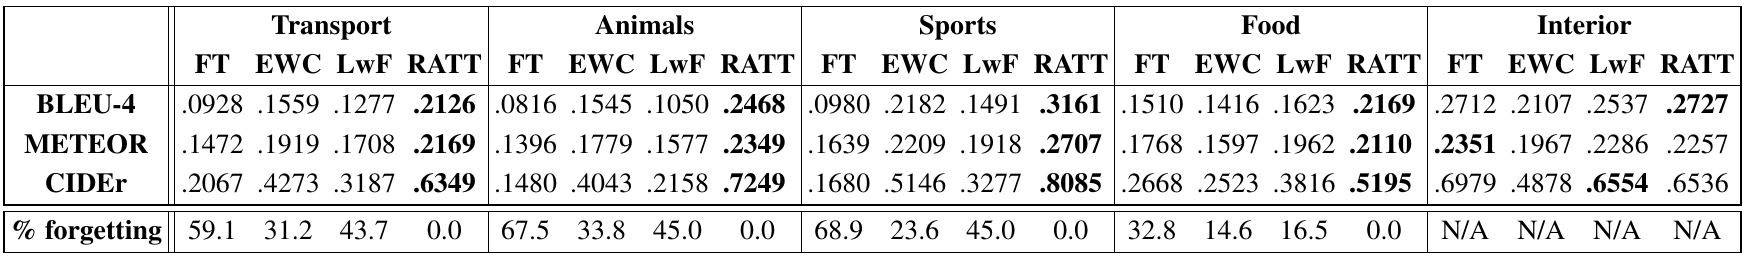 Transport Animals Sports Food Interior
FT EWC LwF RATT FT EWC LwF RATT FT EWC LwF RATT FT EWC LwF RATT FT EWC LwF RATT
BLEU-4 .0928 .1559 .1277 .2126 .0816 .1545 .1050 .2468 .0980 .2182 .1491 .3161 .1510 .1416 .1623 .2169 .2712 .2107 .2537 .2727
METEOR .1472 .1919 .1708 .2169 .1396 .1779 .1577 .2349 .1639 .2209 .1918 .2707 .1768 .1597 .1962 .2110 .2351 .1967 .2286 .2257
CIDEr .2067 .4273 .3187 .6349 .1480 .4043 .2158 .7249 .1680 .5146 .3277 .8085 .2668 .2523 .3816 .5195 .6979 .4878 .6554 .6536
% forgetting 59.1 31.2 43.7 0.0 67.5 33.8 45.0 0.0 68.9 23.6 45.0 0.0 32.8 14.6 16.5 0.0 N/A N/A N/A N/A